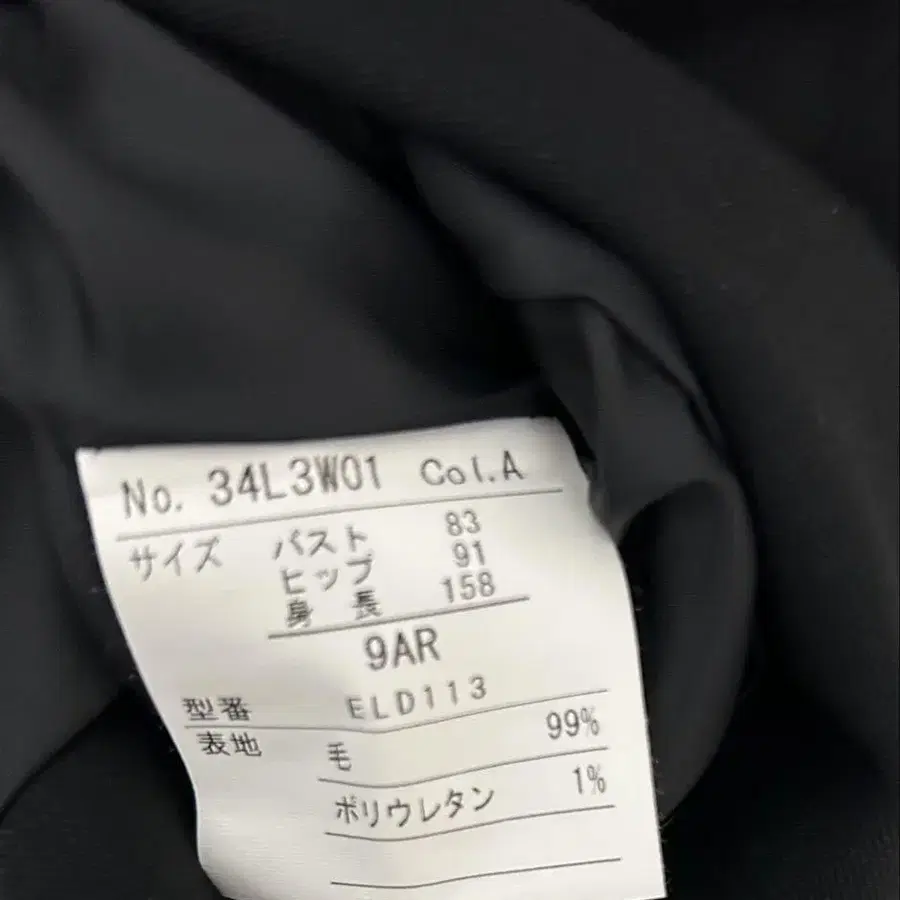 No. 34L3W01 Col.A
サイズ バスト 83
ヒップ 91
身長 158
9AR
型番 ELD113
表地 毛 99%
ポリウレタン 1%